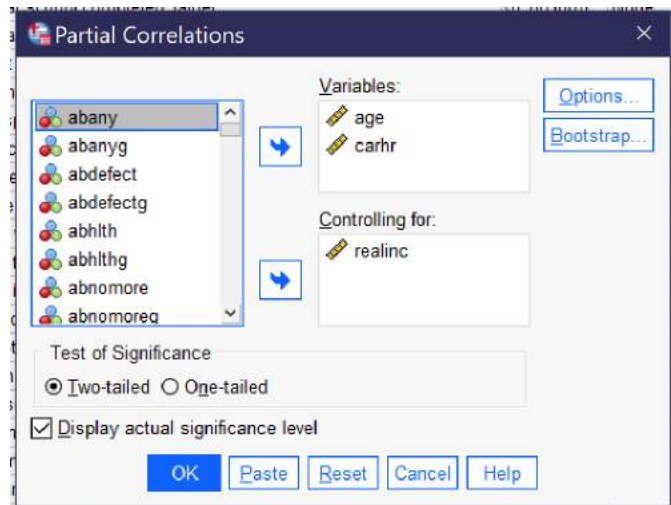 Partial Correlations
Variables:
Options...
Bootstrap...
abany
abanyg
abdefect
abdefectg
abhlth
abhlthg
abnomore
abnomoreg
age
carhr
Controlling for:
realinc
Test of Significance
Two-tailed
One-tailed
Display actual significance level
OK
Paste
Reset
Cancel
Help